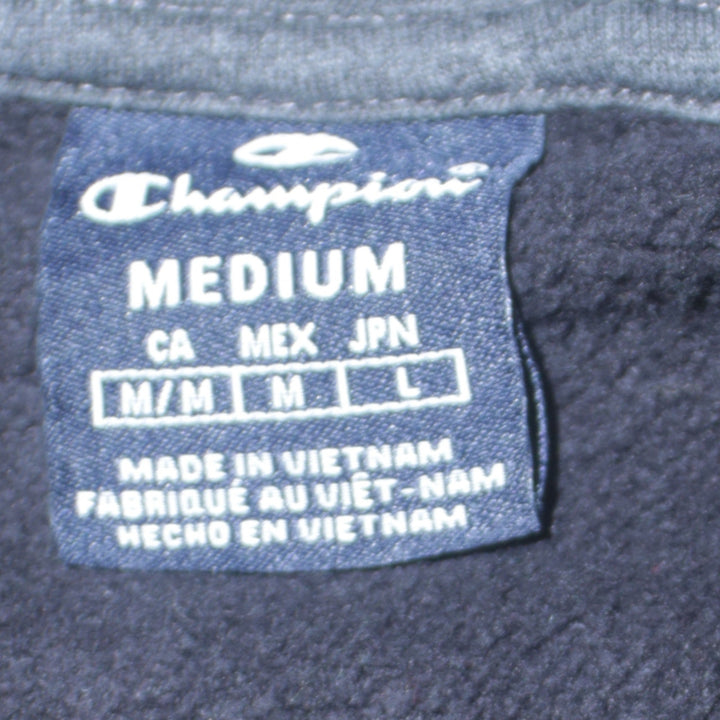 Champion
MEDIUM
CA MEX JPN
M/M M L
MADE IN VIETNAM
FABRIQUÉ AU VIÊT-NAM
HECHO EN VIETNAM